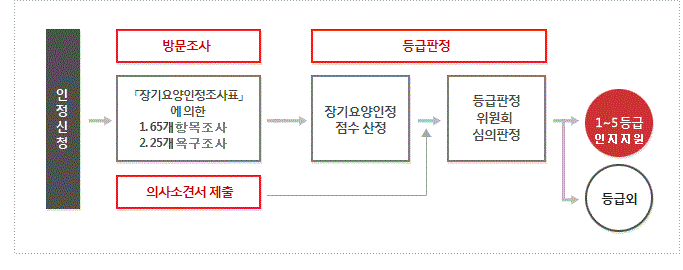 인정신청
방문조사
등급판정
「장기요양인정조사표」
에 의한
1. 65개 항목조사
2. 25개 욕구조사
장기요양인정
점수 산정
등급판정
위원회
심의판정
1~5등급
인지지원
의사소견서 제출
등급외